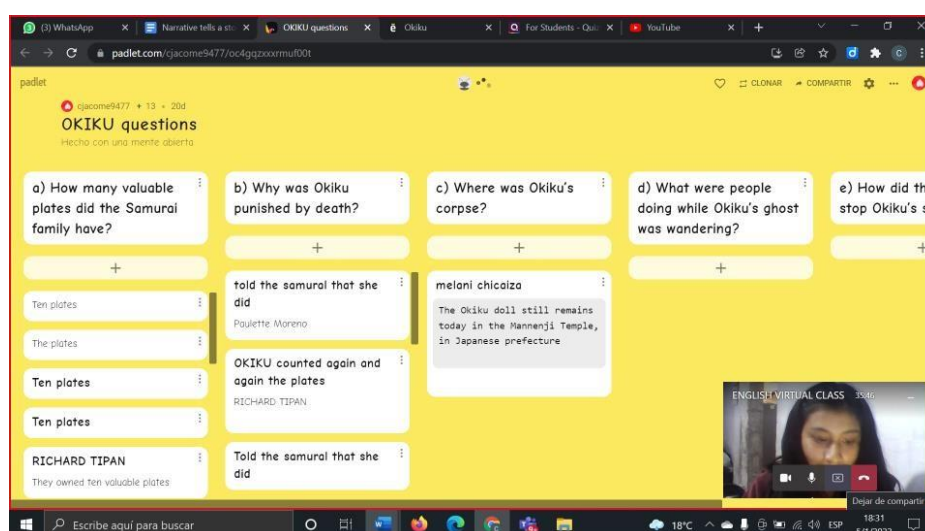 (3) WhatsApp
Narrative tells a sto
OKIKU questions
Okiku
For Students - Quiz
YouTube
padlet.com/cjacome9477/oc4gqzxxxrmuf00t
padlet
CLONAR
COMPARTIR
cjacome9477 + 13 • 20d
OKIKU questions
Hecho con una mente abierta
a) How many valuable
plates did the Samurai
family have?
Ten plates
The plates
Ten plates
Ten plates
RICHARD TIPAN
They owned ten valuable plates
b) Why was Okiku
punished by death?
told the samurai that she
did
Paulette Moreno
OKIKU counted again and
again the plates
RICHARD TIPAN
Told the samurai that she
did
c) Where was Okiku's
corpse?
melani chicaiza
The Okiku doll still remains
today in the Mannenji Temple,
in Japanese prefecture
d) What were people
doing while Okiku's ghost
was wandering?
e) How did th
stop Okiku's s
ENGLISH VIRTUAL CLASS 35:46
Dejar de compartir
Escribe aquí para buscar
18°C
ESP
18:31